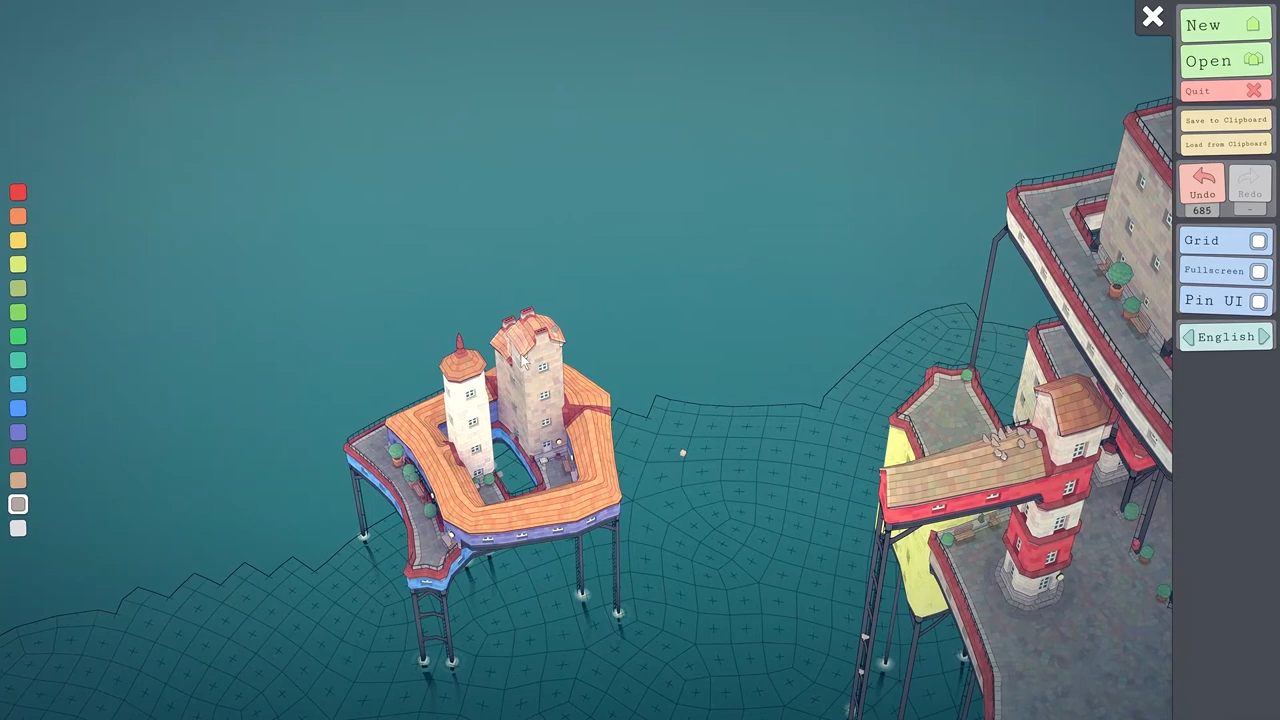 New
Open
Quit
Save to Clipboard
Load from Clipboard
Undo
Redo
685
-
Grid
Fullscreen
Pin UI
English